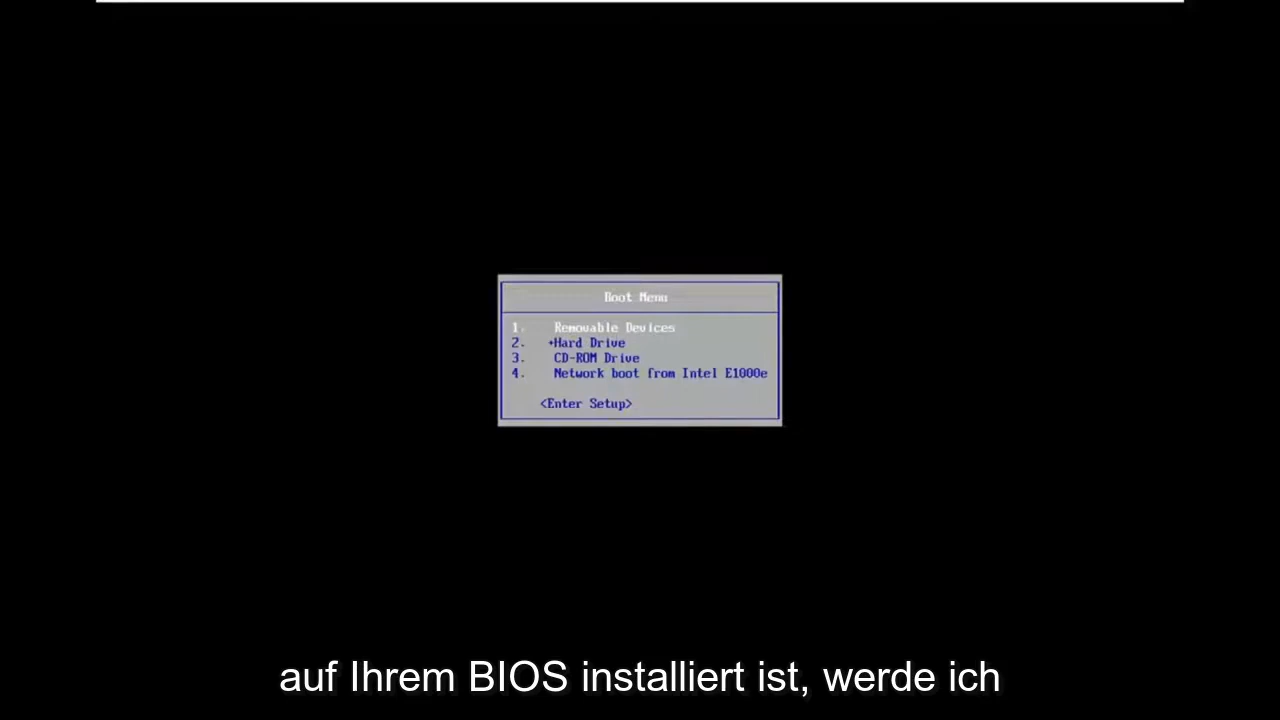 Boot Menu
1. Removable Devices
2. +Hard Drive
3. CD-ROM Drive
4. Network boot from Intel E1000e
<Enter Setup>
auf Ihrem BIOS installiert ist, werde ich